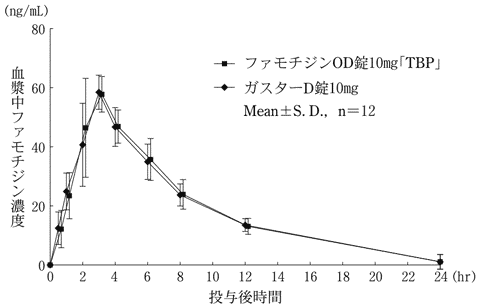 (ng/mL)
80
60
40
20
0
血漿中ファモチジン濃度
ファモチジンOD錠10mg「TBP」
ガスターD錠10mg
Mean±S.D., n=12
0 2 4 6 8 10 12 14 16 18 20 22 24 (hr)
投与後時間